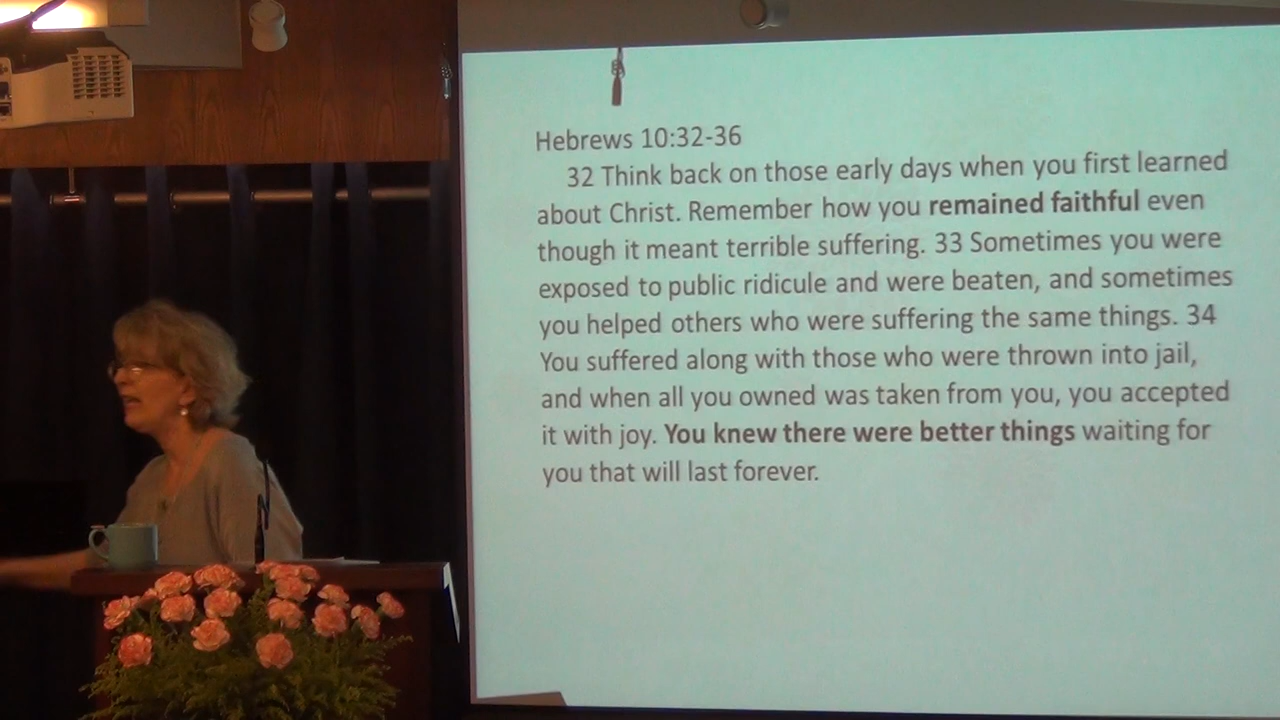 Hebrews 10:32-36
32 Think back on those early days when you first learned
about Christ. Remember how you remained faithful even
though it meant terrible suffering. 33 Sometimes you were
exposed to public ridicule and were beaten, and sometimes
you helped others who were suffering the same things. 34
You suffered along with those who were thrown into jail,
and when all you owned was taken from you, you accepted
it with joy. You knew there were better things waiting for
you that will last forever.